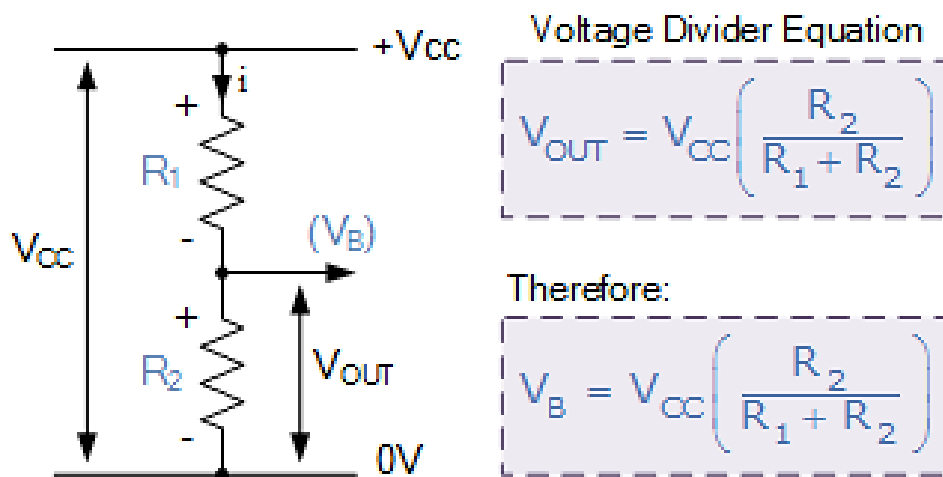 +Vcc
i
+
R1
-
VCC
(VB)
+
R2
-
VOUT
0V
Voltage Divider Equation
VOUT = VCC ( R2 / R1 + R2 )
Therefore:
VB = VCC ( R2 / R1 + R2 )